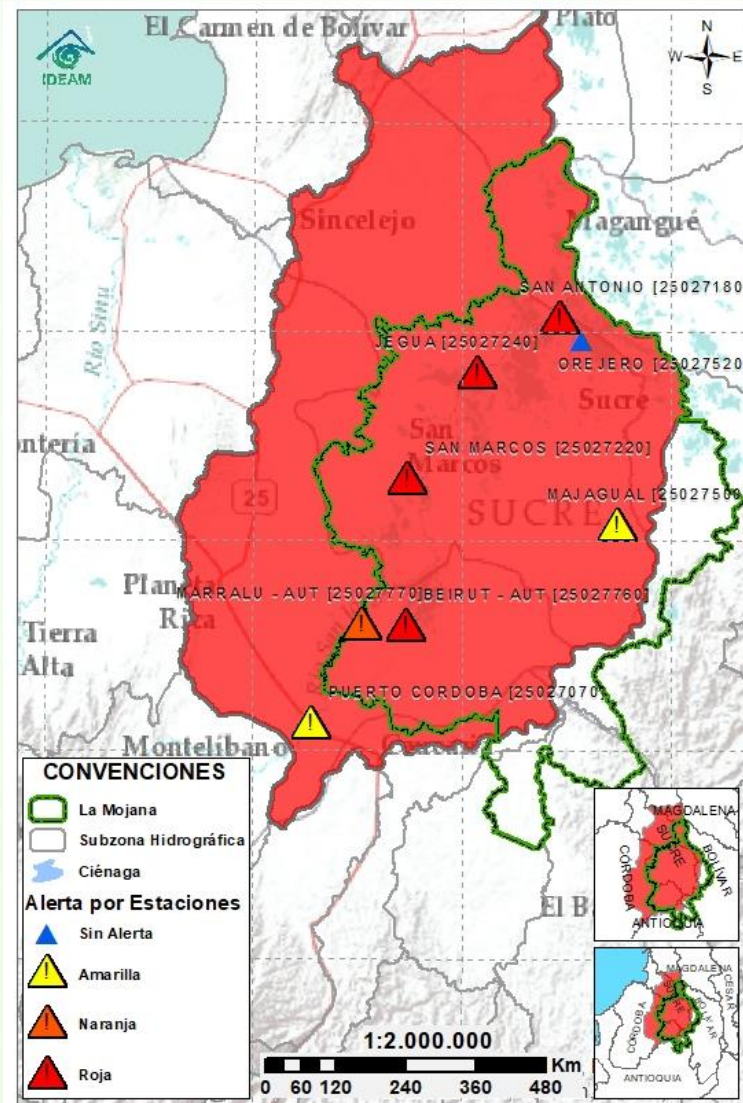 El Carmen de Bolívar
Plato
IDEAM
N
W E
S
Sincelejo
Magangué
Río Sinú
SAN ANTONIO [25027180
JEGUA [25027240]
OREJERO [25027520
ontería
Sucre
San
Marcos
SAN MARCOS [25027220]
25
MAJAGUAL [25027500
SUCRE
Planeta
Rica
MARRALU - AUT [25027770]
BEIRUT - AUT [25027760]
Tierra
Alta
PUERTO CORDOBA [25027070]
Montelíbano
El B
CONVENCIONES
La Mojana
Subzona Hidrográfica
Ciénaga
Alerta por Estaciones
Sin Alerta
Amarilla
Naranja
Roja
1:2.000.000
Km
0 60 120 240 360 480
MAGDALENA
SUCRE
BOLÍVAR
CÓRDOBA
ANTIOQUIA
MAGDALENA
CESAR
SUCRE
BOLÍVAR
CÓRDOBA
ANTIOQUIA